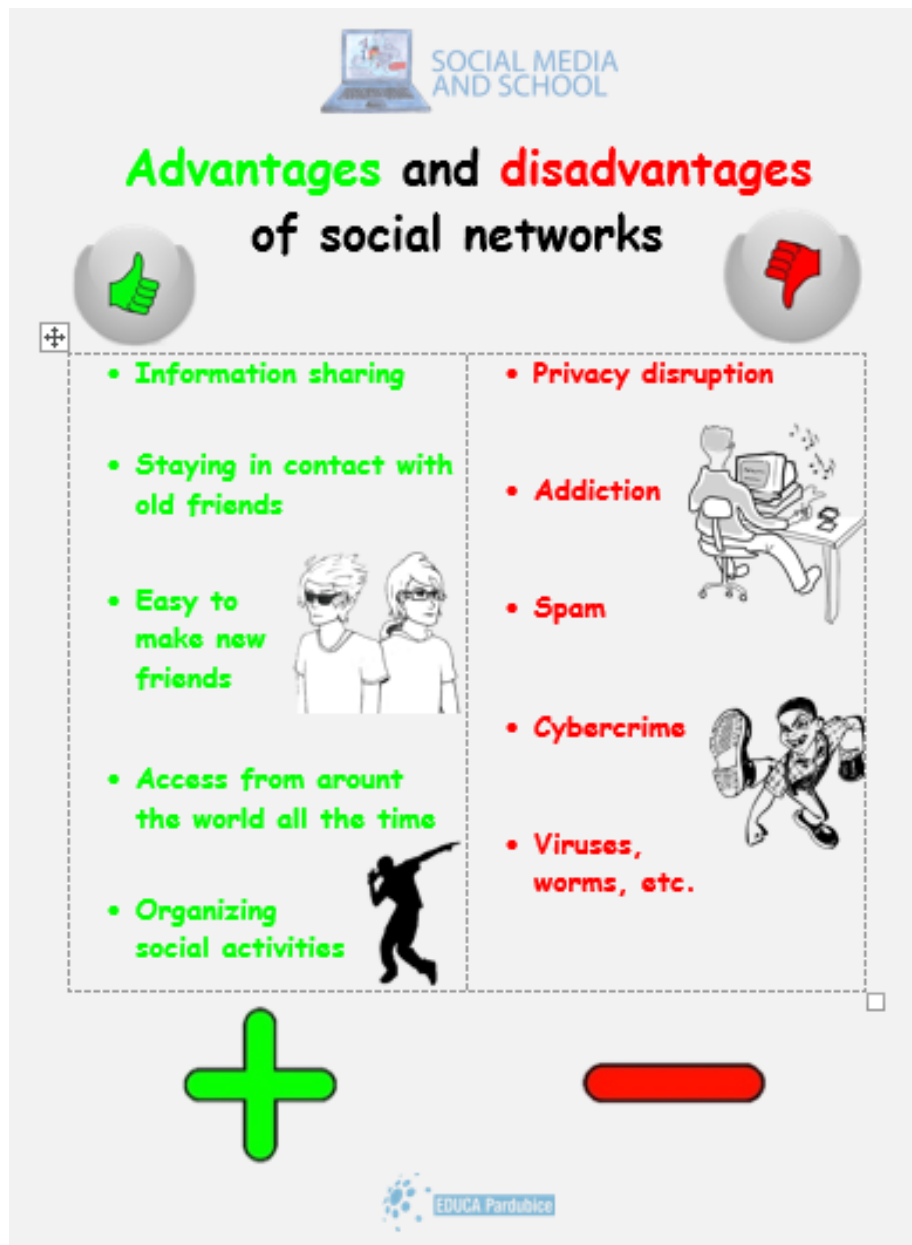 SOCIAL MEDIA
AND SCHOOL
Advantages and disadvantages
of social networks
• Information sharing
• Staying in contact with
old friends
• Easy to
make new
friends
• Access from arount
the world all the time
• Organizing
social activities
• Privacy disruption
• Addiction
• Spam
• Cybercrime
• Viruses,
worms, etc.
EDUCA Pardubice